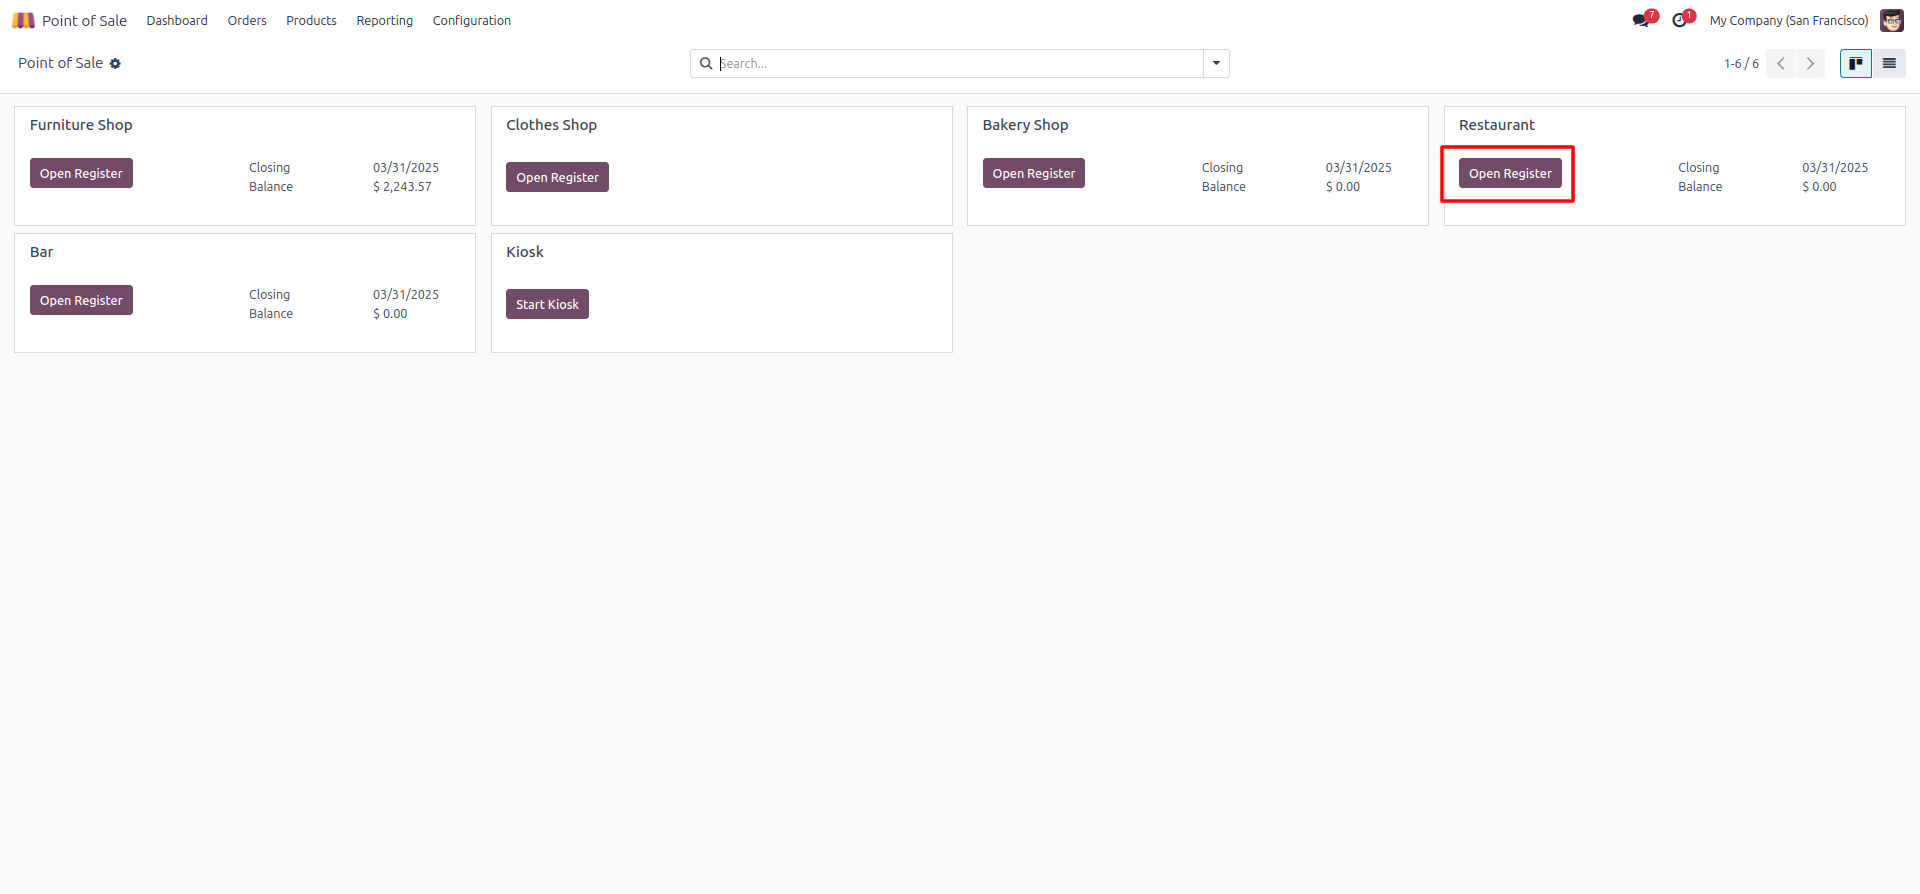 Point of Sale Dashboard Orders Products Reporting Configuration 7 1 My Company (San Francisco)
Point of Sale Search... 1-6 / 6
Furniture Shop
Open Register Closing 03/31/2025
Balance $ 2,243.57
Clothes Shop
Open Register
Bakery Shop
Open Register Closing 03/31/2025
Balance $ 0.00
Restaurant
Open Register Closing 03/31/2025
Balance $ 0.00
Bar
Open Register Closing 03/31/2025
Balance $ 0.00
Kiosk
Start Kiosk